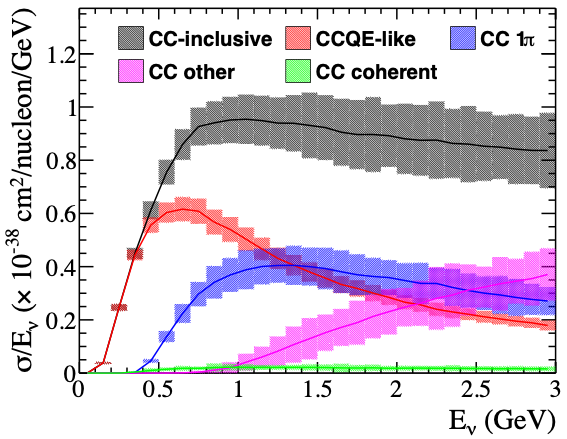 CC-inclusive CCQE-like CC 1π
CC other CC coherent
σ/Eν (× 10⁻³⁸ cm²/nucleon/GeV)
1.2
1
0.8
0.6
0.4
0.2
0
0 0.5 1 1.5 2 2.5 3
Eν (GeV)